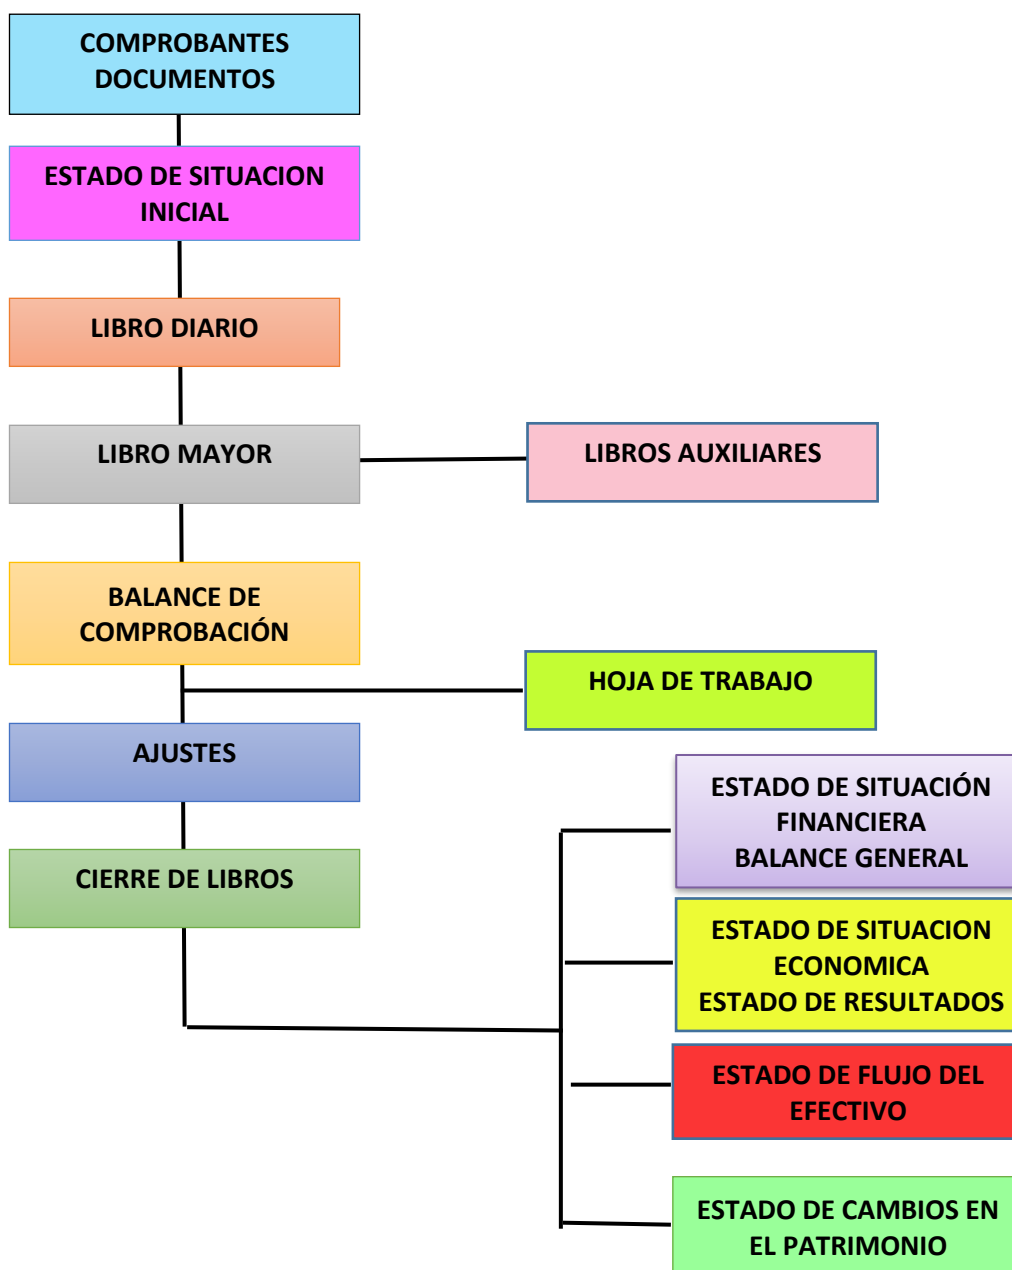 COMPROBANTES
DOCUMENTOS
ESTADO DE SITUACION
INICIAL
LIBRO DIARIO
LIBRO MAYOR
LIBROS AUXILIARES
BALANCE DE
COMPROBACIÓN
HOJA DE TRABAJO
AJUSTES
CIERRE DE LIBROS
ESTADO DE SITUACIÓN
FINANCIERA
BALANCE GENERAL
ESTADO DE SITUACION
ECONOMICA
ESTADO DE RESULTADOS
ESTADO DE FLUJO DEL
EFECTIVO
ESTADO DE CAMBIOS EN
EL PATRIMONIO